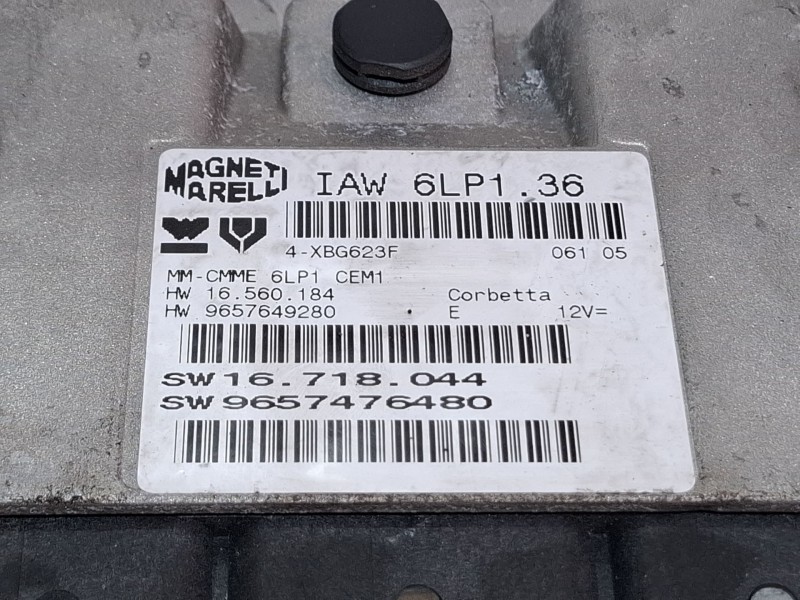 MAGNETI MARELLI IAW 6LP1.36
4-XBG623F 061 05
MM-CMME 6LP1 CEM1
HW 16.560.184 Corbetta
HW 9657649280 E 12V=
SW 16.718.044
SW 9657476480